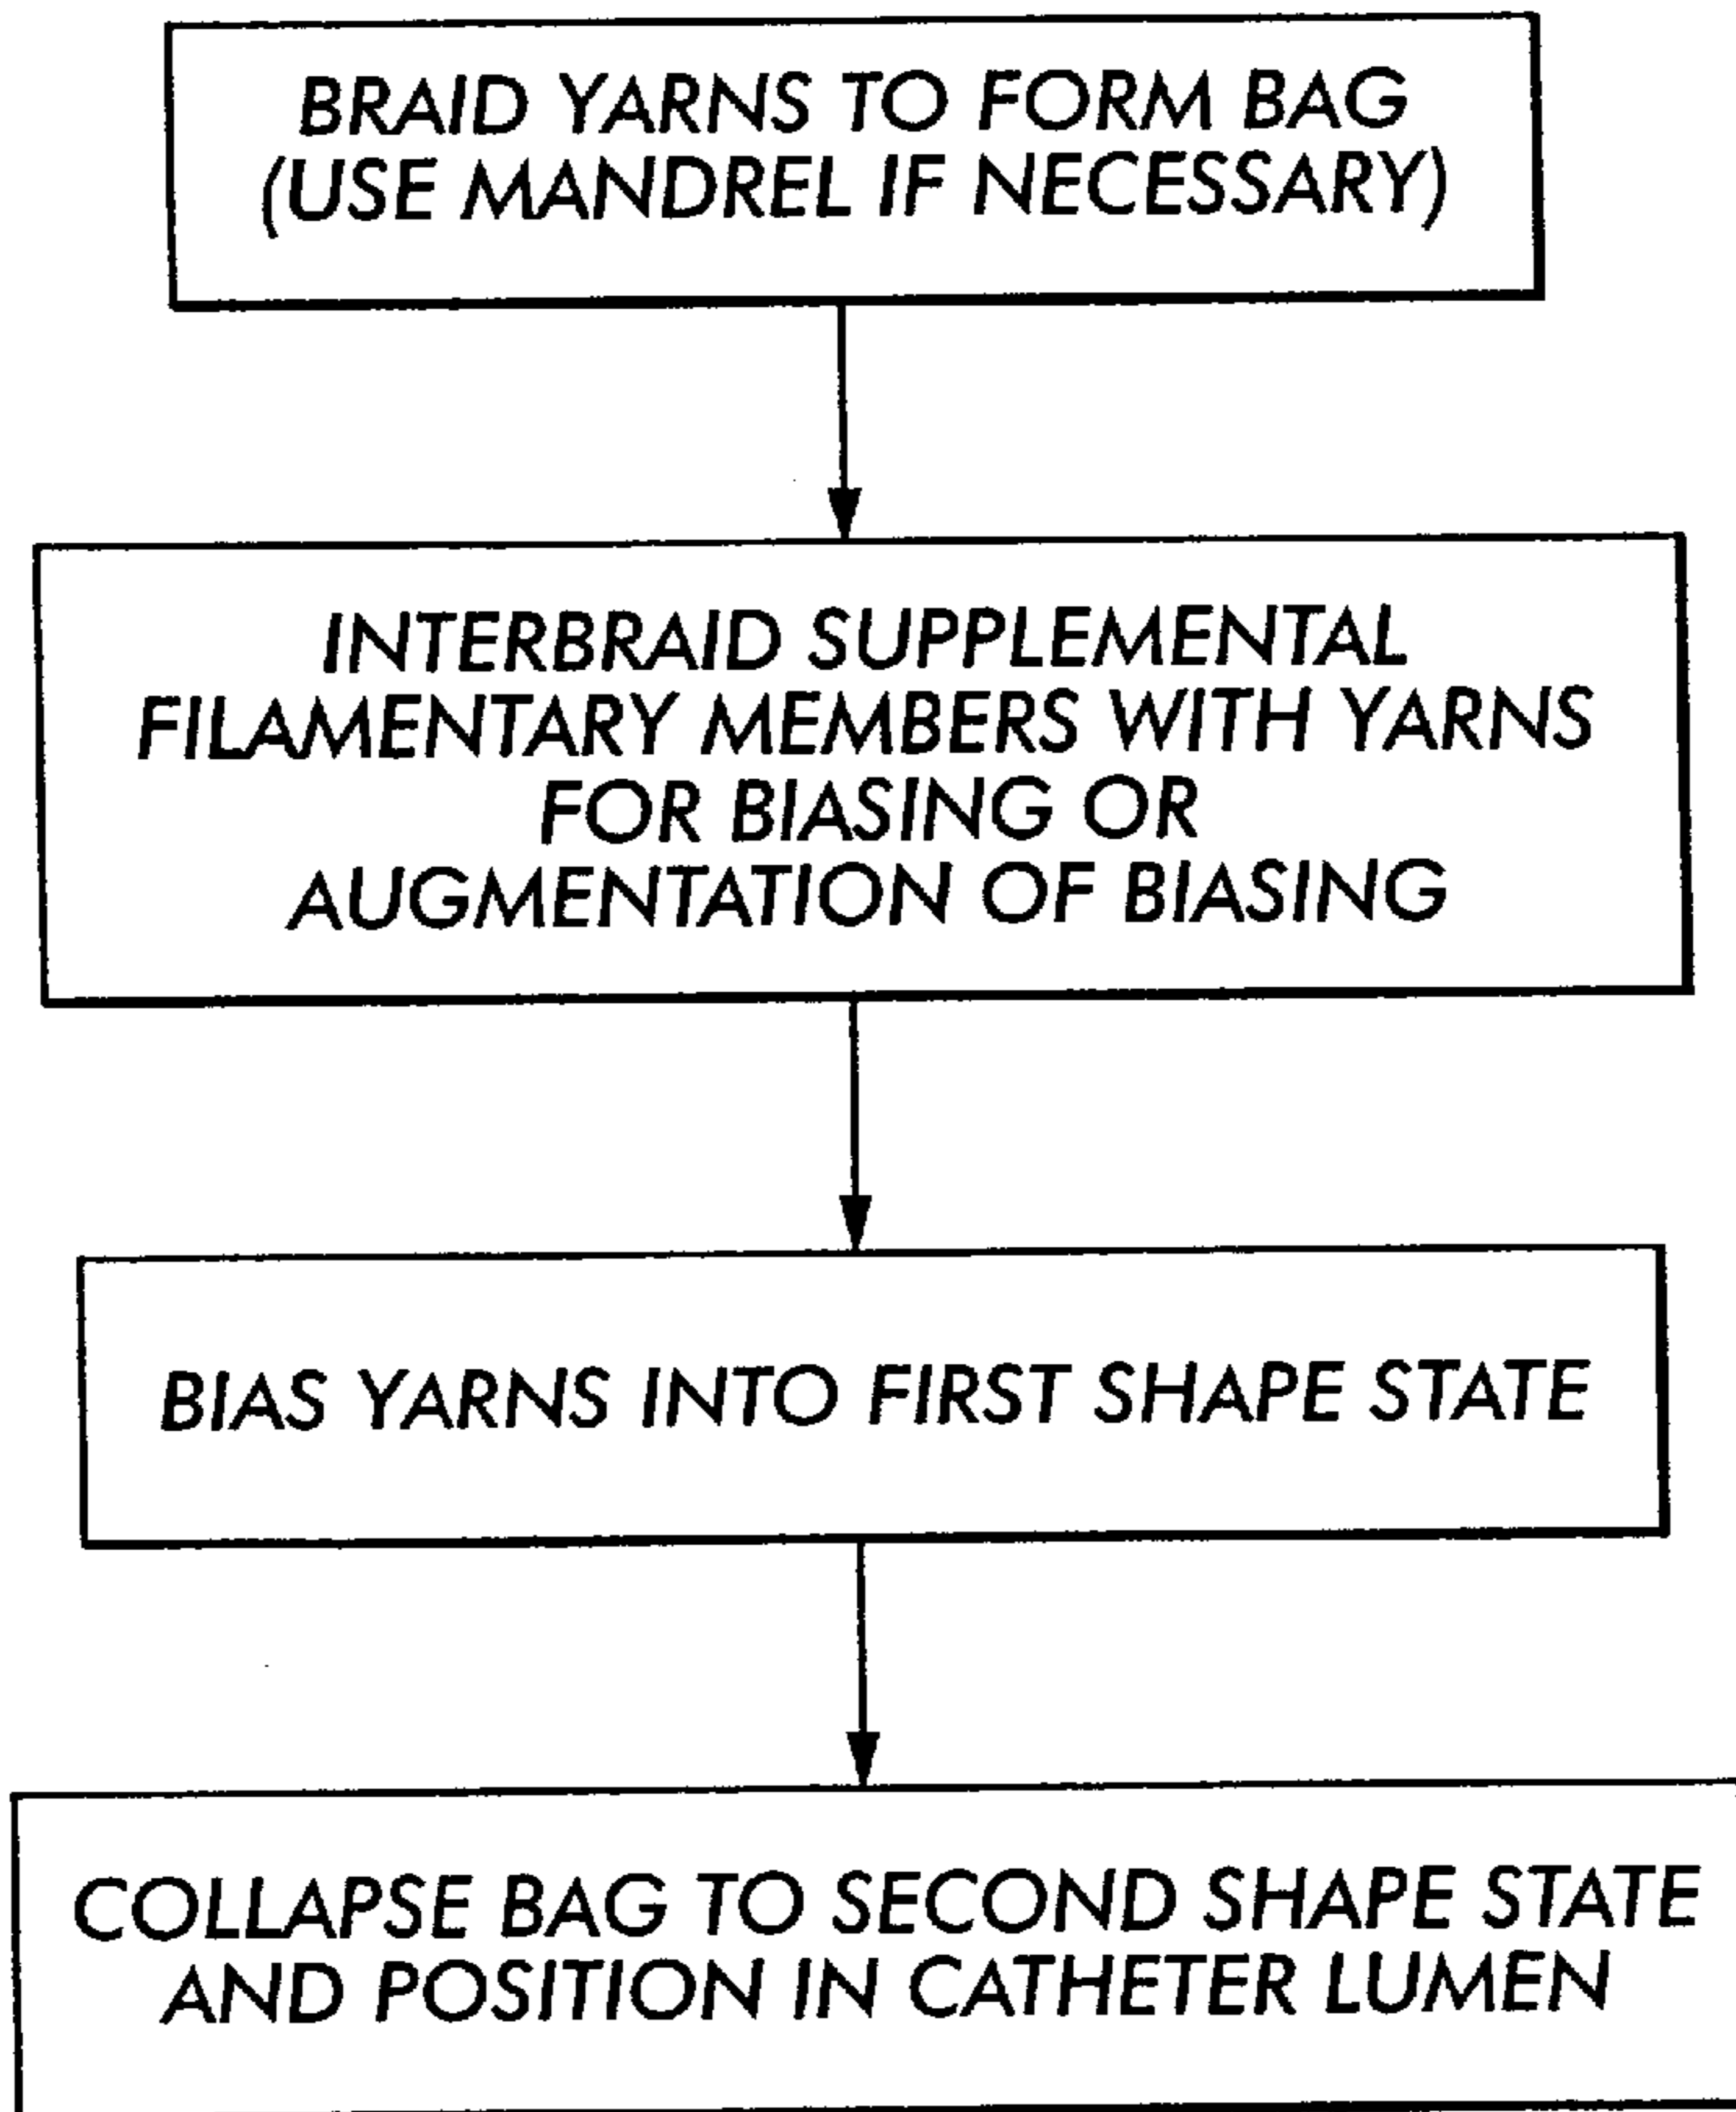 BRAID YARNS TO FORM BAG
(USE MANDREL IF NECESSARY)
INTERBRAID SUPPLEMENTAL
FILAMENTARY MEMBERS WITH YARNS
FOR BIASING OR
AUGMENTATION OF BIASING
BIAS YARNS INTO FIRST SHAPE STATE
COLLAPSE BAG TO SECOND SHAPE STATE
AND POSITION IN CATHETER LUMEN